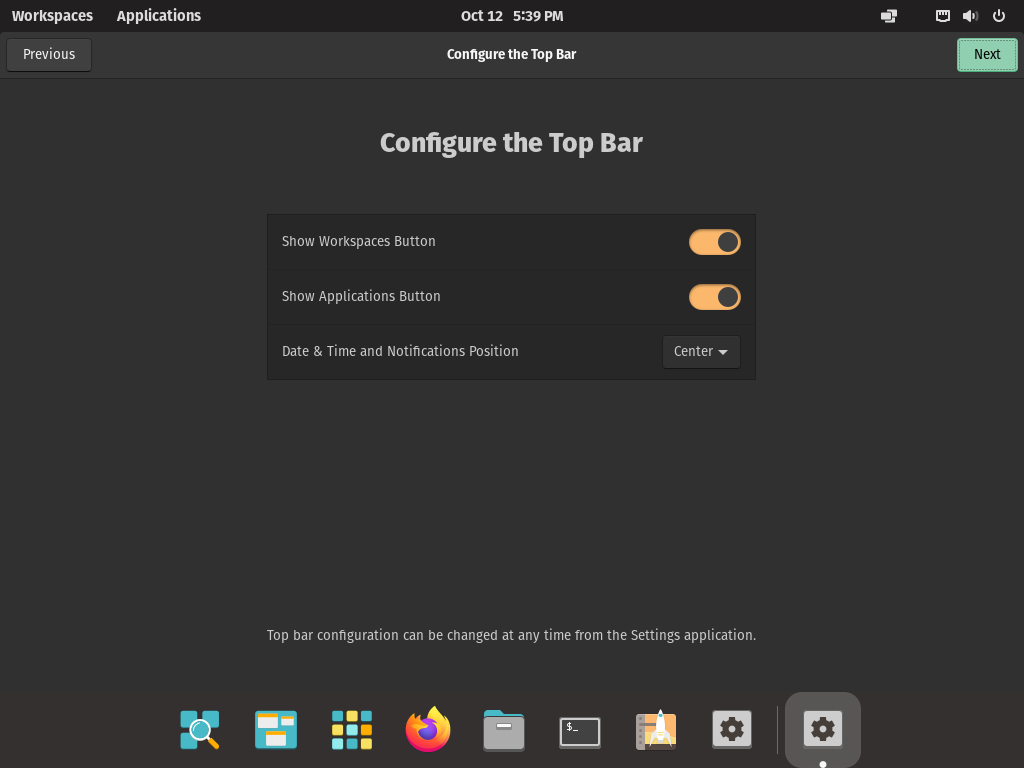 Workspaces Applications Oct 12 5:39 PM
Previous Configure the Top Bar Next
Configure the Top Bar
Show Workspaces Button
Show Applications Button
Date & Time and Notifications Position Center
Top bar configuration can be changed at any time from the Settings application.
$_